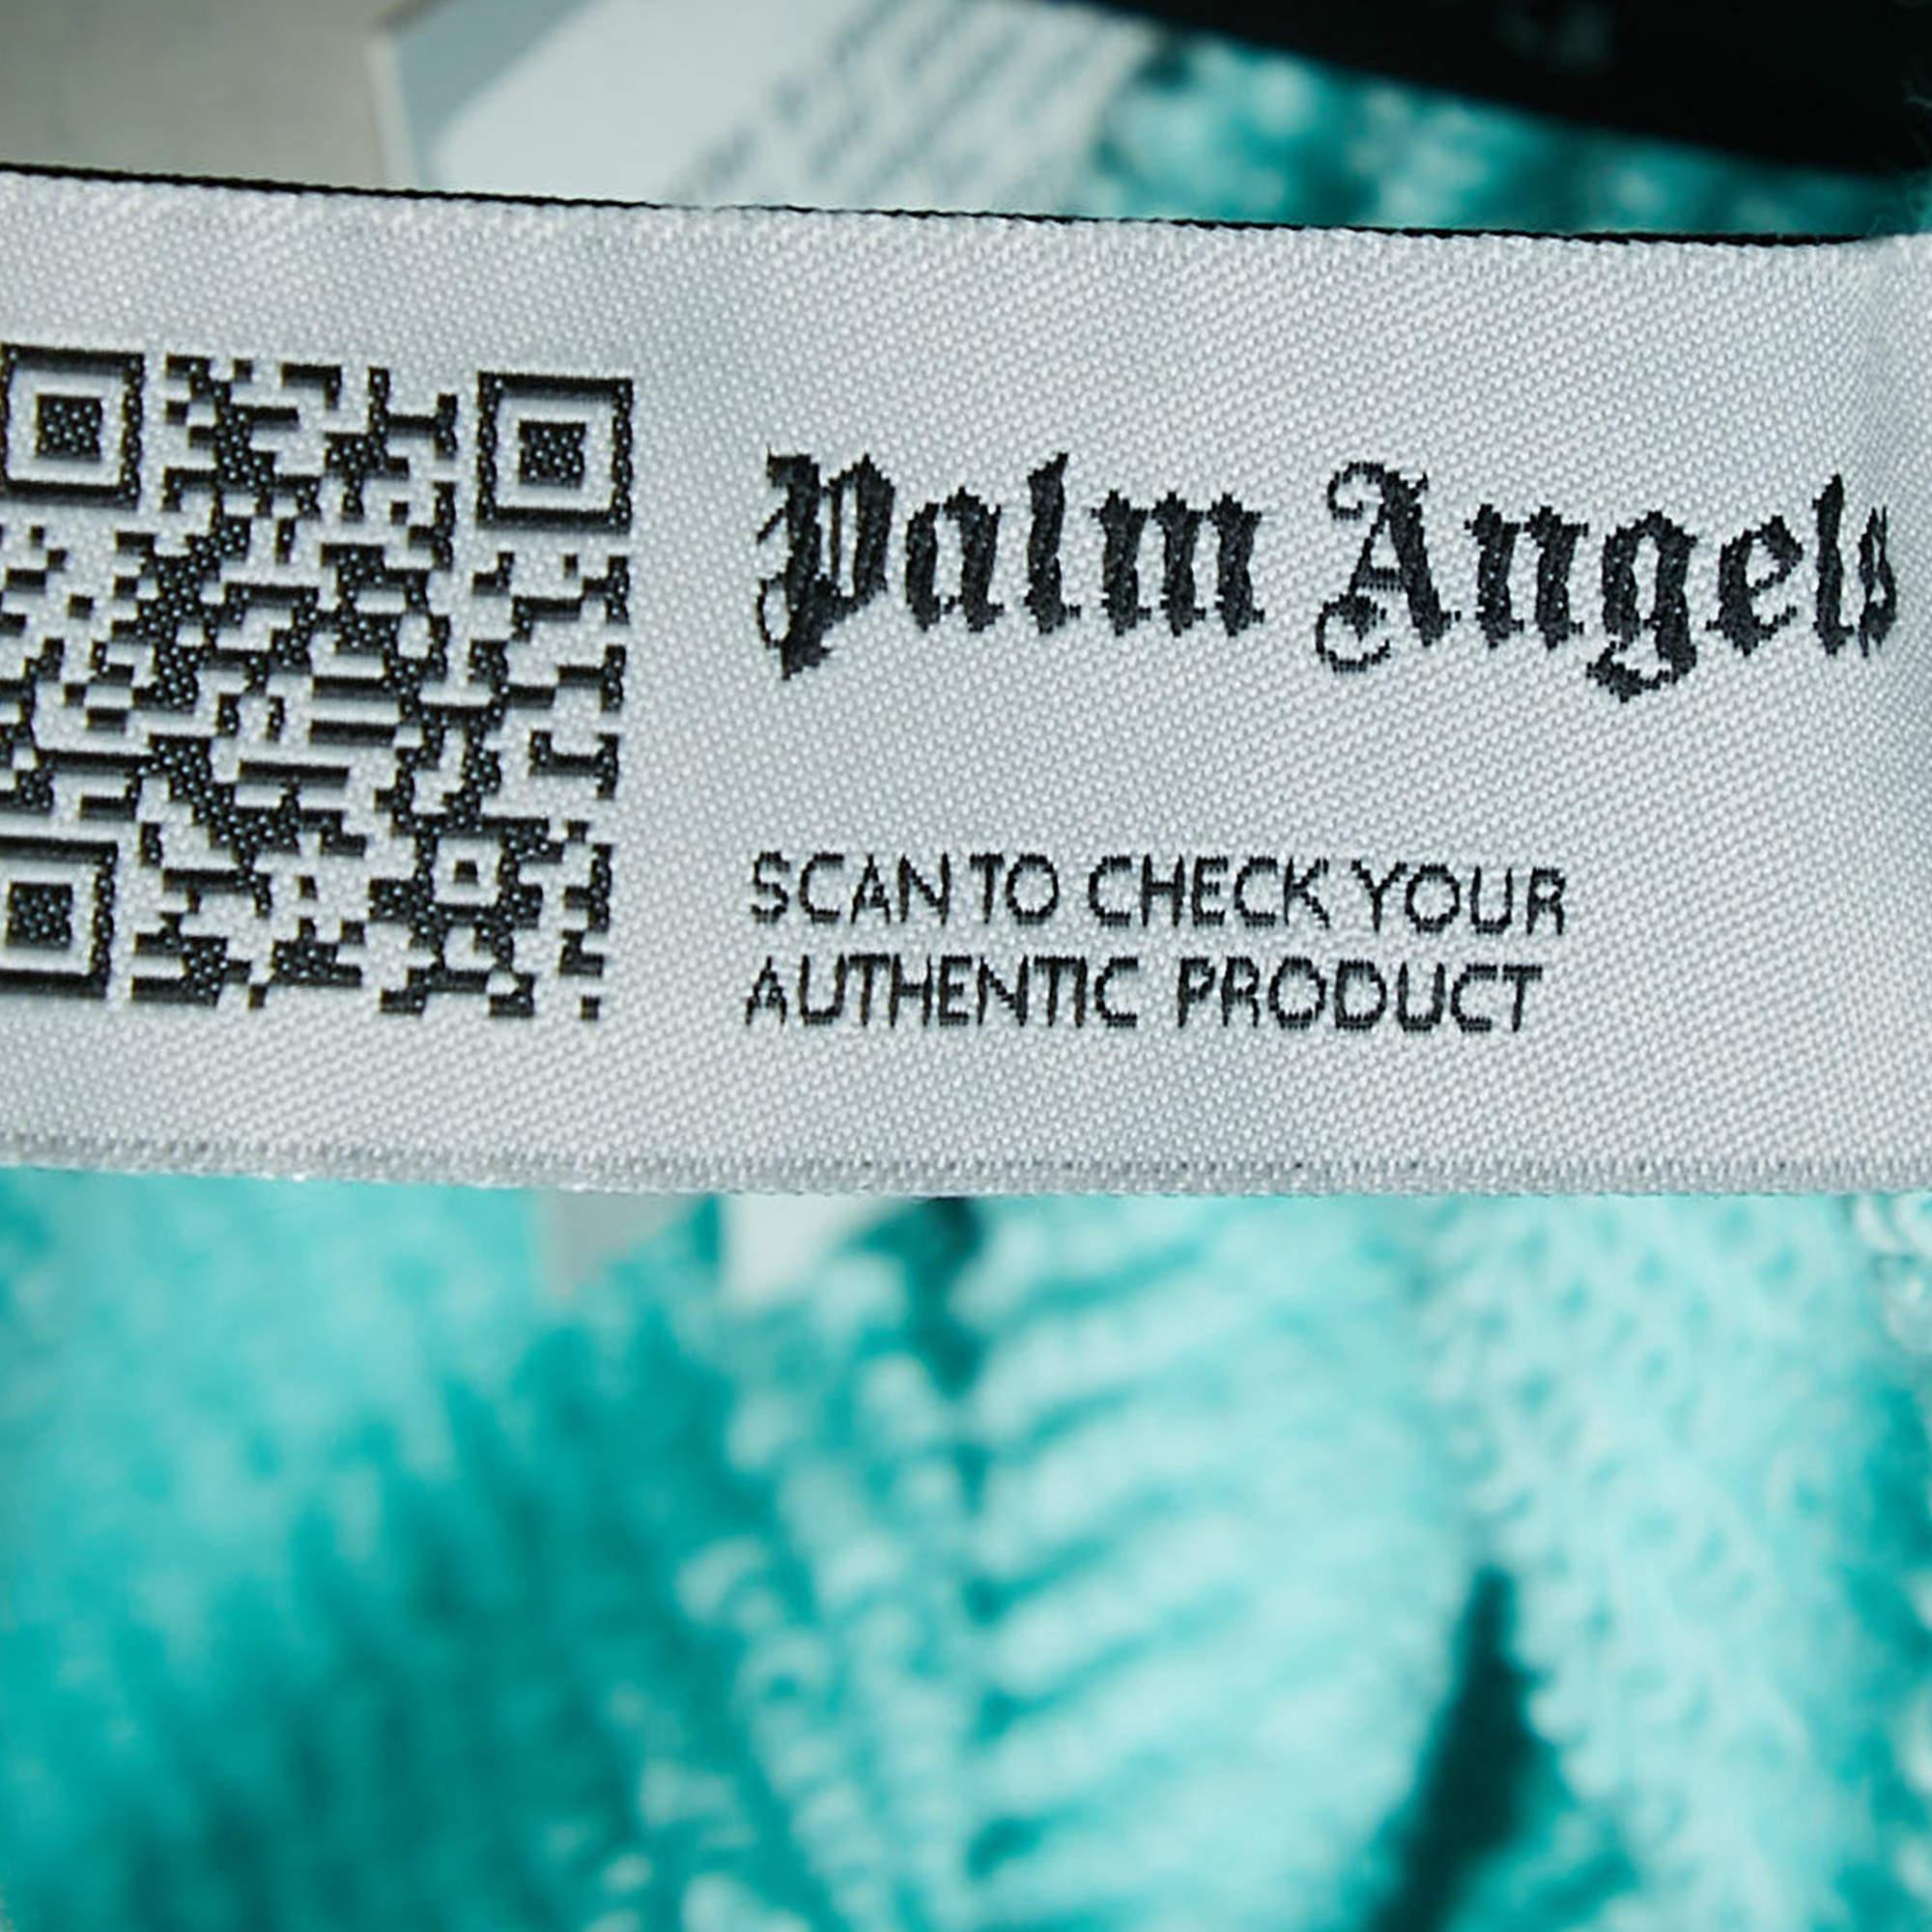 Palm Angels
SCAN TO CHECK YOUR
AUTHENTIC PRODUCT